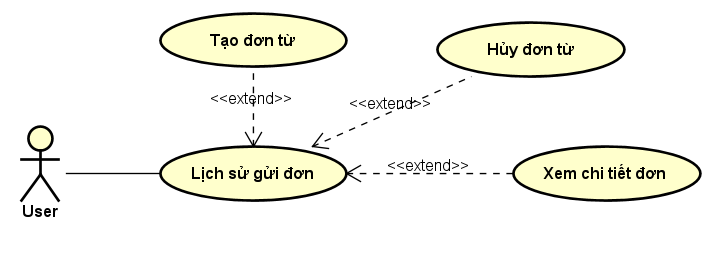 Tạo đơn từ
Hủy đơn từ
<<extend>>
<<extend>>
Lịch sử gửi đơn
<<extend>>
Xem chi tiết đơn
User